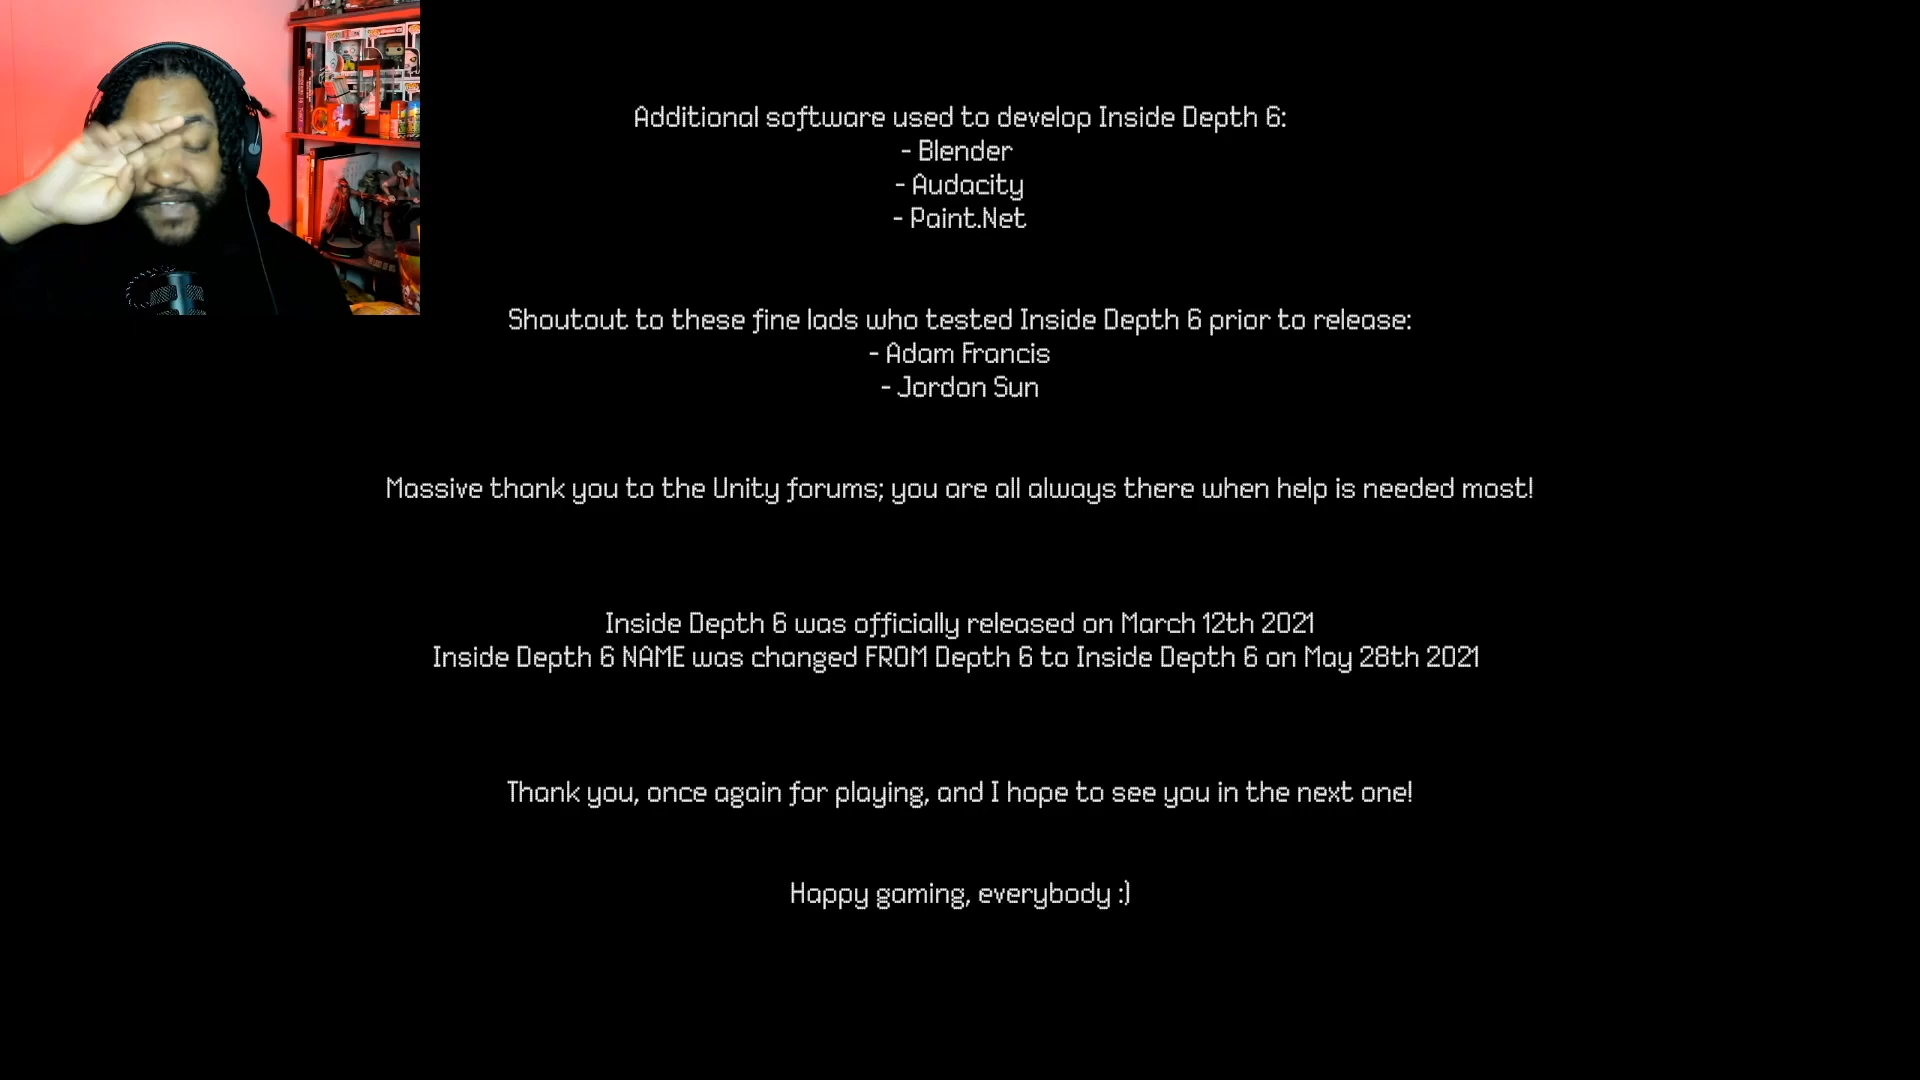 Additional software used to develop Inside Depth 6:
- Blender
- Audacity
- Paint.Net
Shoutout to these fine lads who tested Inside Depth 6 prior to release:
- Adam Francis
- Jordon Sun
Massive thank you to the Unity forums; you are all always there when help is needed most!
Inside Depth 6 was officially released on March 12th 2021
Inside Depth 6 NAME was changed FROM Depth 6 to Inside Depth 6 on May 28th 2021
Thank you, once again for playing, and I hope to see you in the next one!
Happy gaming, everybody :)